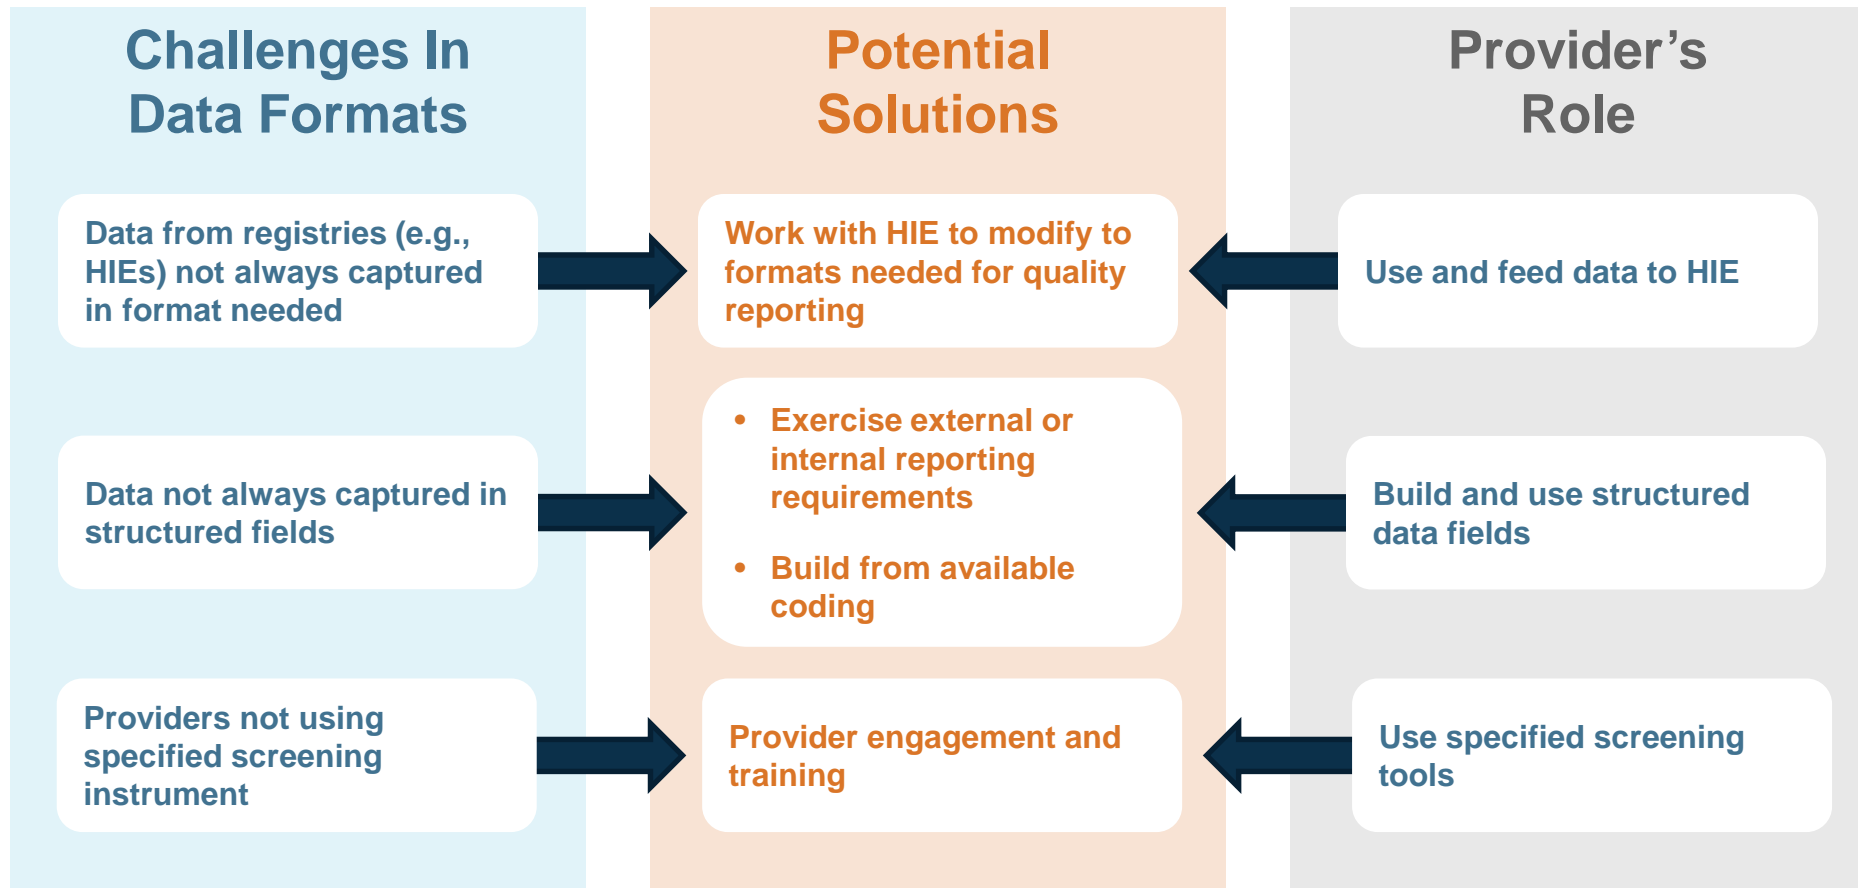 Challenges In
Data Formats
Data from registries (e.g.,
HIEs) not always captured
in format needed
Data not always captured in
structured fields
Providers not using
specified screening
instrument
Potential
Solutions
Work with HIE to modify to
formats needed for quality
reporting
• Exercise external or
internal reporting
requirements
• Build from available
coding
Provider engagement and
training
Provider’s
Role
Use and feed data to HIE
Build and use structured
data fields
Use specified screening
tools